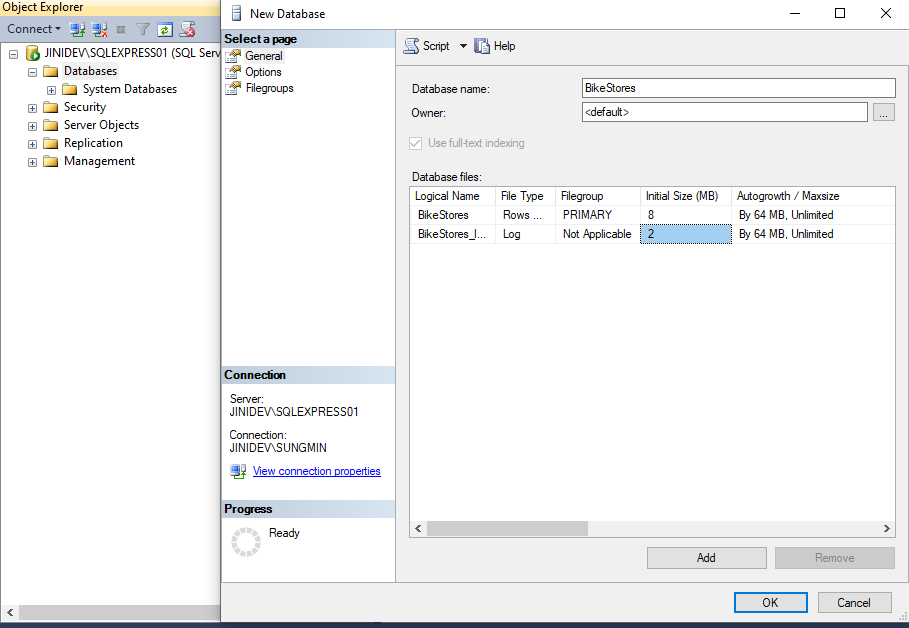 Object Explorer
Connect
JINIDEV\SQLEXPRESS01 (SQL Serv
Databases
System Databases
Security
Server Objects
Replication
Management
New Database
Select a page
General
Options
Filegroups
Connection
Server:
JINIDEV\SQLEXPRESS01
Connection:
JINIDEV\SUNGMIN
View connection properties
Progress
Ready
Script Help
Database name: BikeStores
Owner: <default> ...
Use full-text indexing
Database files:
Logical Name File Type Filegroup Initial Size (MB) Autogrowth / Maxsize
BikeStores Rows ... PRIMARY 8 By 64 MB, Unlimited
BikeStores_l... Log Not Applicable 2 By 64 MB, Unlimited
Add Remove
OK Cancel